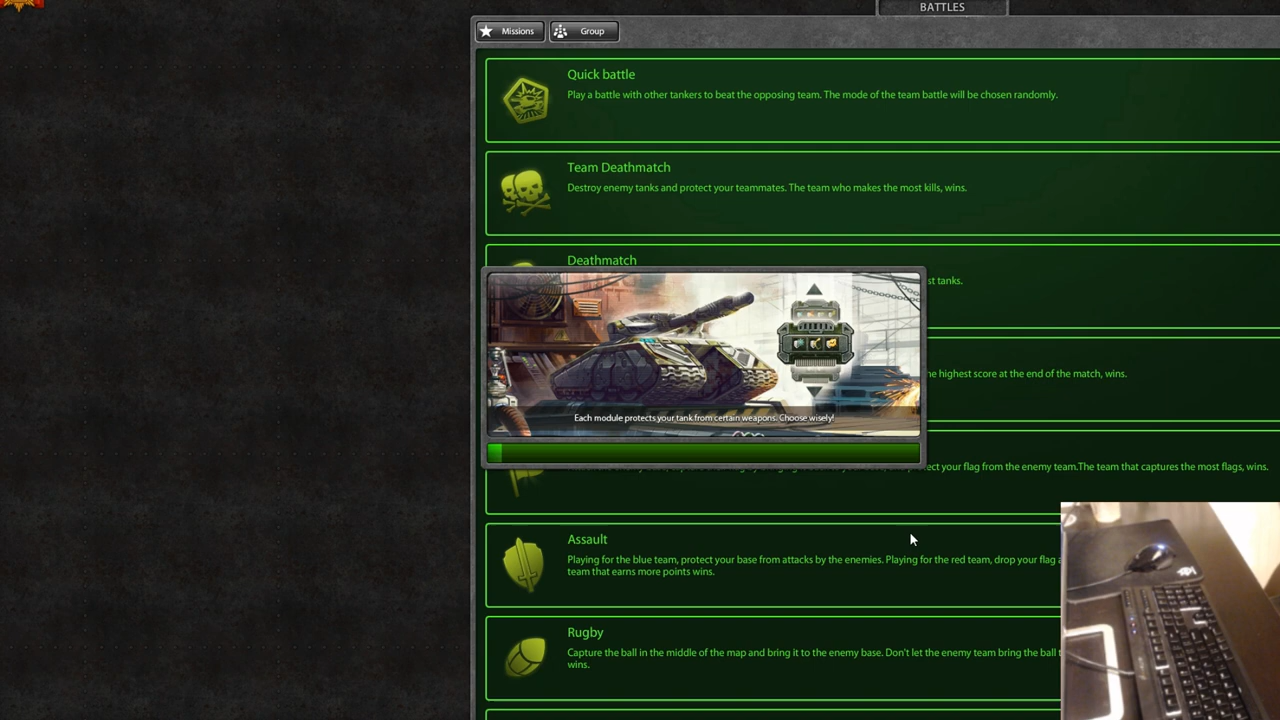 BATTLES
Missions
Group
Quick battle
Play a battle with other tankers to beat the opposing team. The mode of the team battle will be chosen randomly.
Team Deathmatch
Destroy enemy tanks and protect your teammates. The team who makes the most kills, wins.
Deathmatch
st tanks.
Each module protects your tank from certain weapons. Choose wisely!
he highest score at the end of the match, wins.
ect your flag from the enemy team.The team that captures the most flags, wins.
Assault
Playing for the blue team, protect your base from attacks by the enemies. Playing for the red team, drop your flag a
team that earns more points wins.
Rugby
Capture the ball in the middle of the map and bring it to the enemy base. Don't let the enemy team bring the ball t
wins.